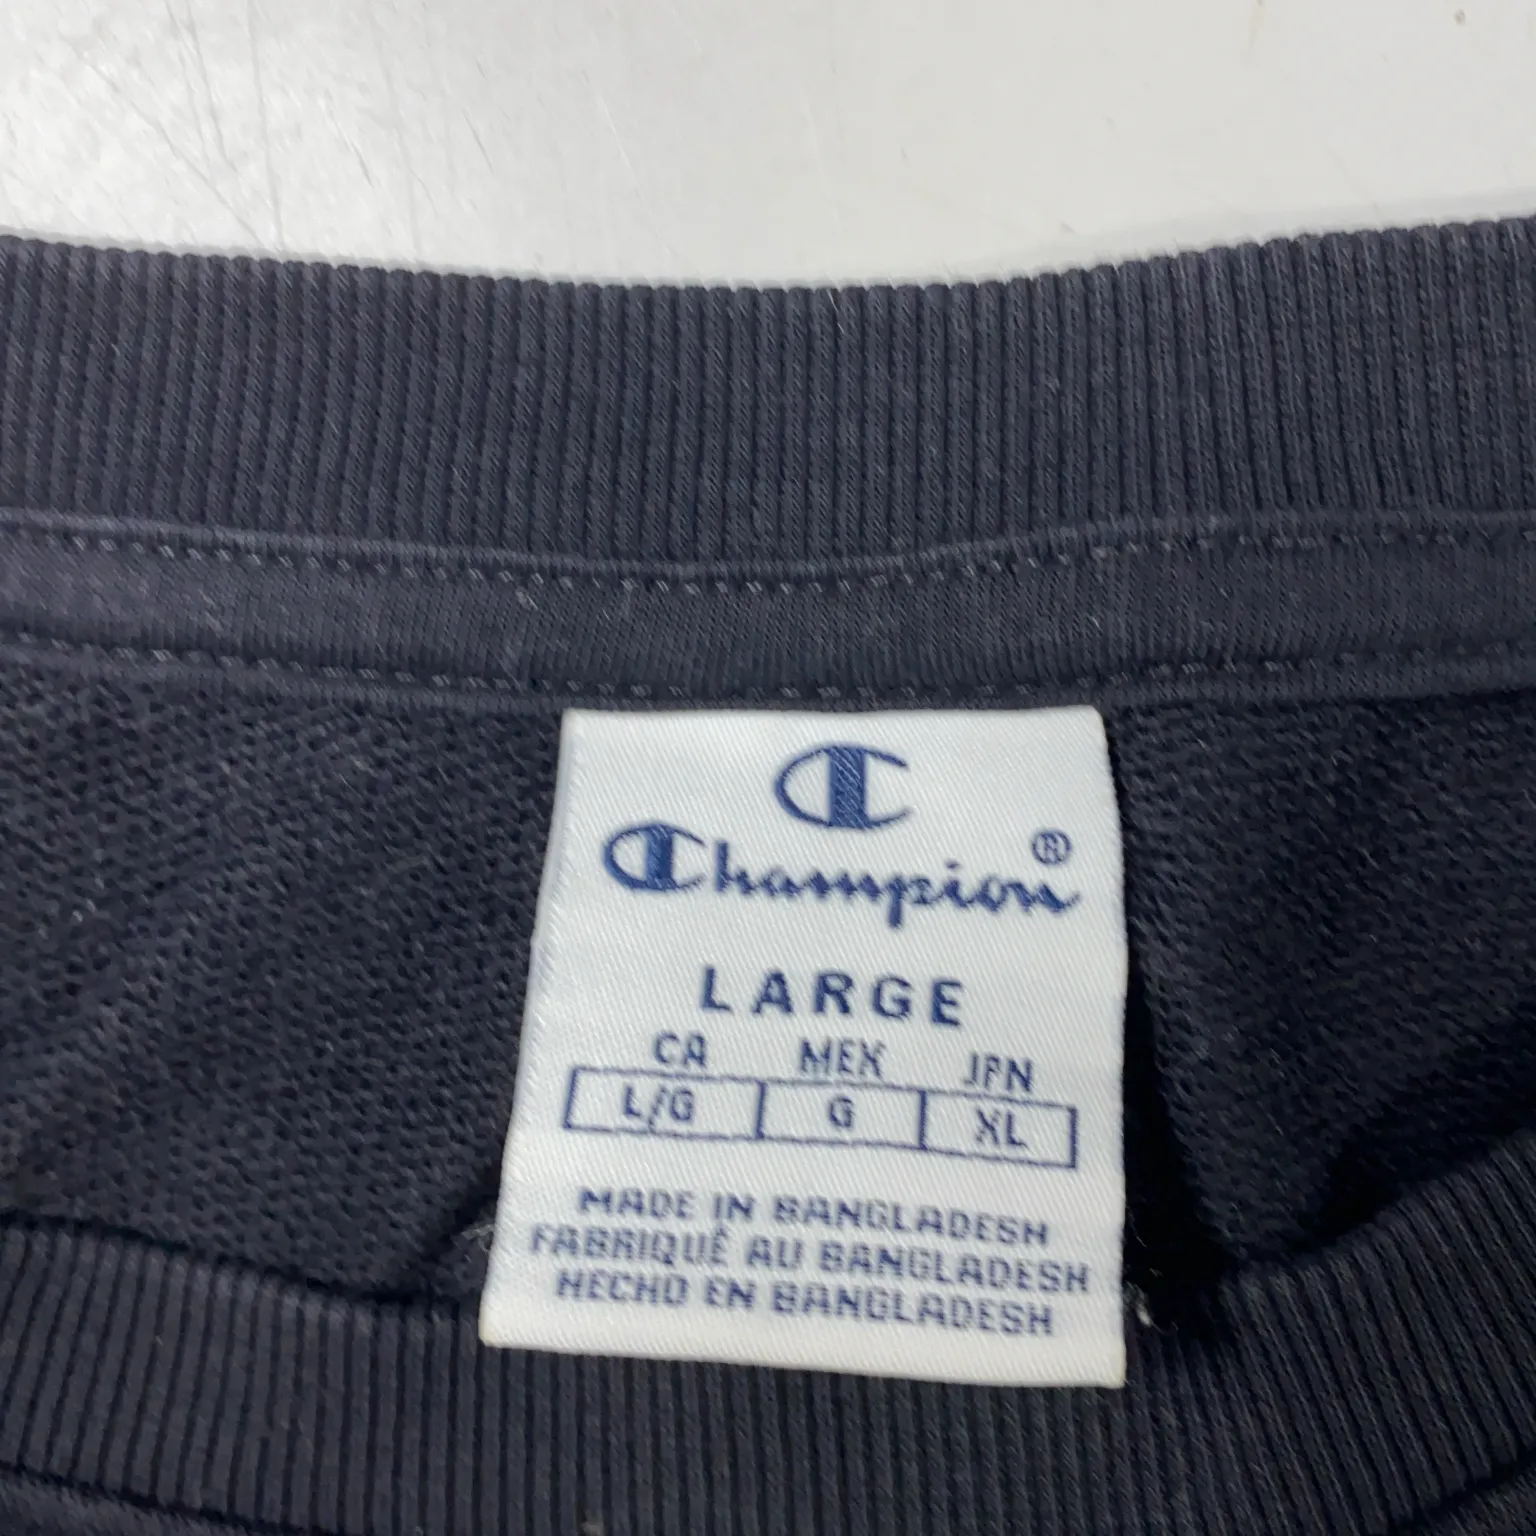 Champion®
LARGE
CA MEX JPN
L/G G XL
MADE IN BANGLADESH
FABRIQUÉ AU BANGLADESH
HECHO EN BANGLADESH